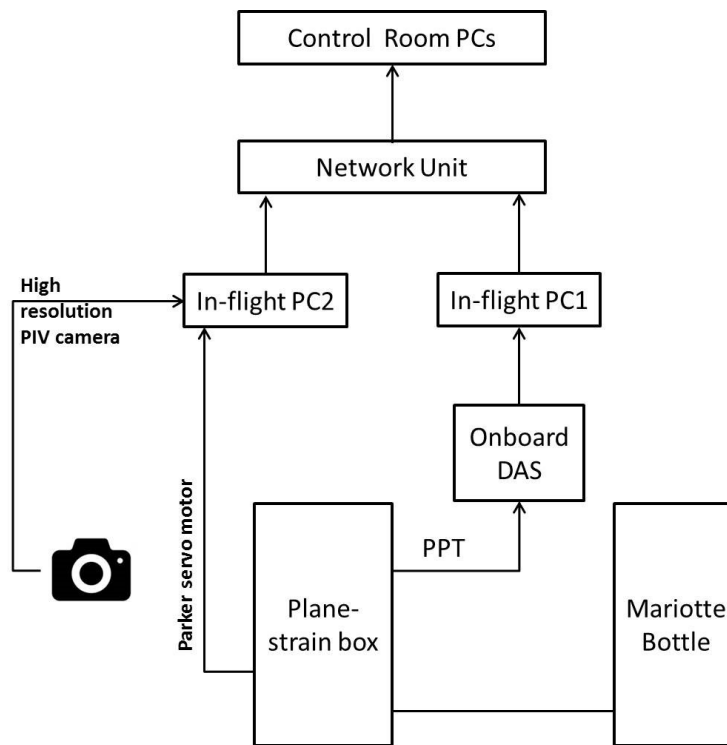 Control Room PCs
Network Unit
High
resolution
PIV camera
In-flight PC2
In-flight PC1
Onboard
DAS
Parker servo motor
PPT
Plane-
strain box
Mariotte
Bottle